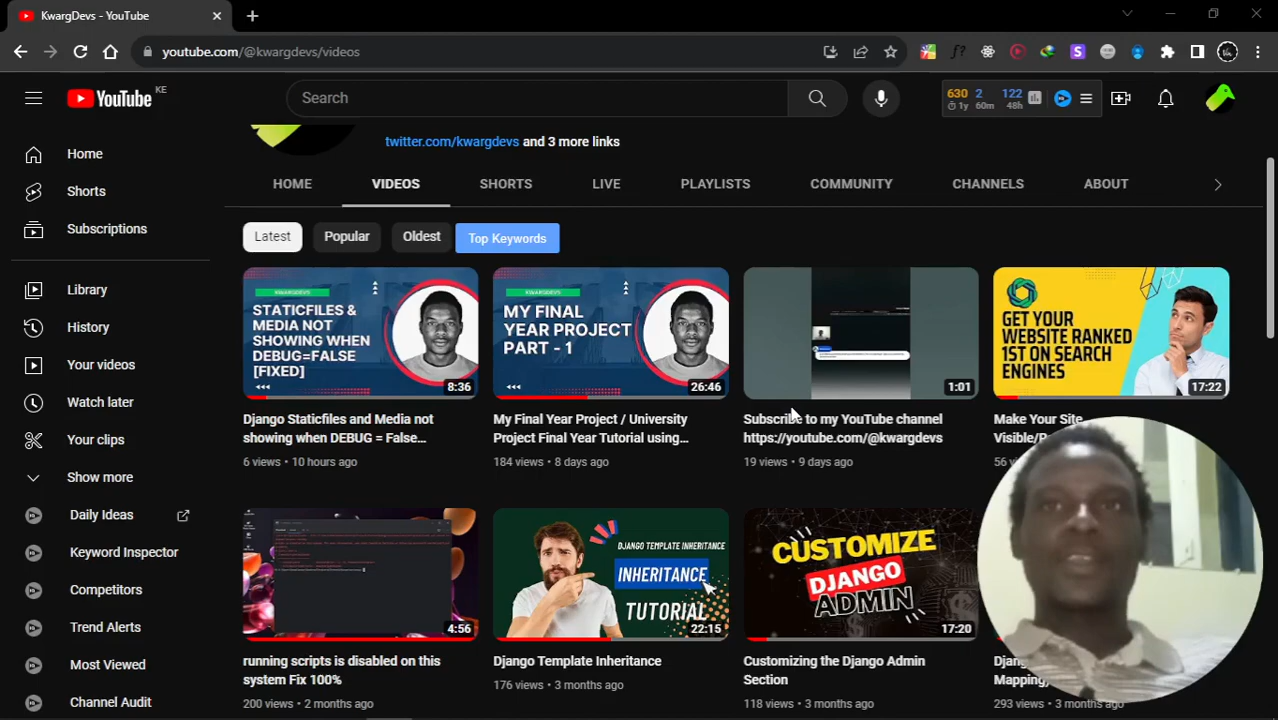 KwargDevs - YouTube
youtube.com/@kwargdevs/videos
YouTube KE
Search
630 2 122
1y 60m 48h
twitter.com/kwargdevs and 3 more links
HOME VIDEOS SHORTS LIVE PLAYLISTS COMMUNITY CHANNELS ABOUT
Latest Popular Oldest Top Keywords
Home
Shorts
Subscriptions
Library
History
Your videos
Watch later
Your clips
Show more
Daily Ideas
Keyword Inspector
Competitors
Trend Alerts
Most Viewed
Channel Audit
KWARGDEVS
STATICFILES &
MEDIA NOT
SHOWING WHEN
DEBUG=FALSE
[FIXED]
8:36
Django Staticfiles and Media not
showing when DEBUG = False...
6 views • 10 hours ago
KWARGDEVS
MY FINAL
YEAR PROJECT
PART - 1
26:46
My Final Year Project / University
Project Final Year Tutorial using...
184 views • 8 days ago
1:01
Subscribe to my YouTube channel
https://youtube.com/@kwargdevs
19 views • 9 days ago
GET YOUR
WEBSITE RANKED
1ST ON SEARCH
ENGINES
17:22
Make Your Site
4:56
running scripts is disabled on this
system Fix 100%
200 views • 2 months ago
DJANGO TEMPLATE INHERITANCE
INHERITANCE
TUTORIAL
22:15
Django Template Inheritance
176 views • 3 months ago
CUSTOMIZE
DJANGO
ADMIN
17:20
Customizing the Django Admin
Section
118 views • 3 months ago
293 views • 3 months ago